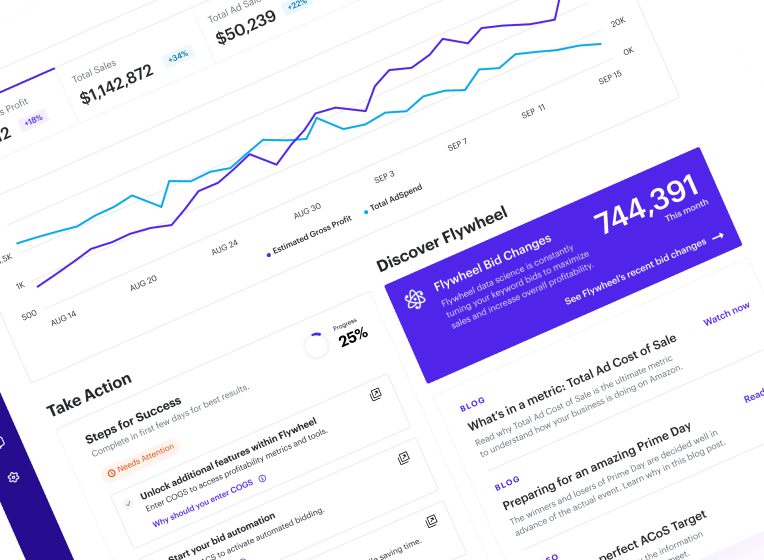 Total Ad Sales
$50,239
+22%
Total Sales
$1,142,872
+34%
Profit
+18%
20K
0K
1K
500
AUG 14
AUG 20
AUG 24
AUG 30
SEP 3
SEP 7
SEP 11
SEP 15
Estimated Gross Profit
Total AdSpend
Take Action
Progress
25%
Steps for Success
Complete in first few days for best results.
Needs Attention
Unlock additional features within Flywheel
Enter COGS to access profitability metrics and tools.
Why should you enter COGS
Start your bid automation
to activate automated bidding.
saving time.
Discover Flywheel
Flywheel Bid Changes
Flywheel data science is constantly
tuning your keyword bids to maximize
sales and increase overall profitability.
744,391
This month
See Flywheel's recent bid changes
BLOG
What's in a metric: Total Ad Cost of Sale
Read why Total Ad Cost of Sale is the ultimate metric
to understand how your business is doing on Amazon.
Watch now
BLOG
Preparing for an amazing Prime Day
The winners and losers of Prime Day are decided well in
advance of the actual event. Learn why in this blog post.
Read
perfect ACoS Target
the information